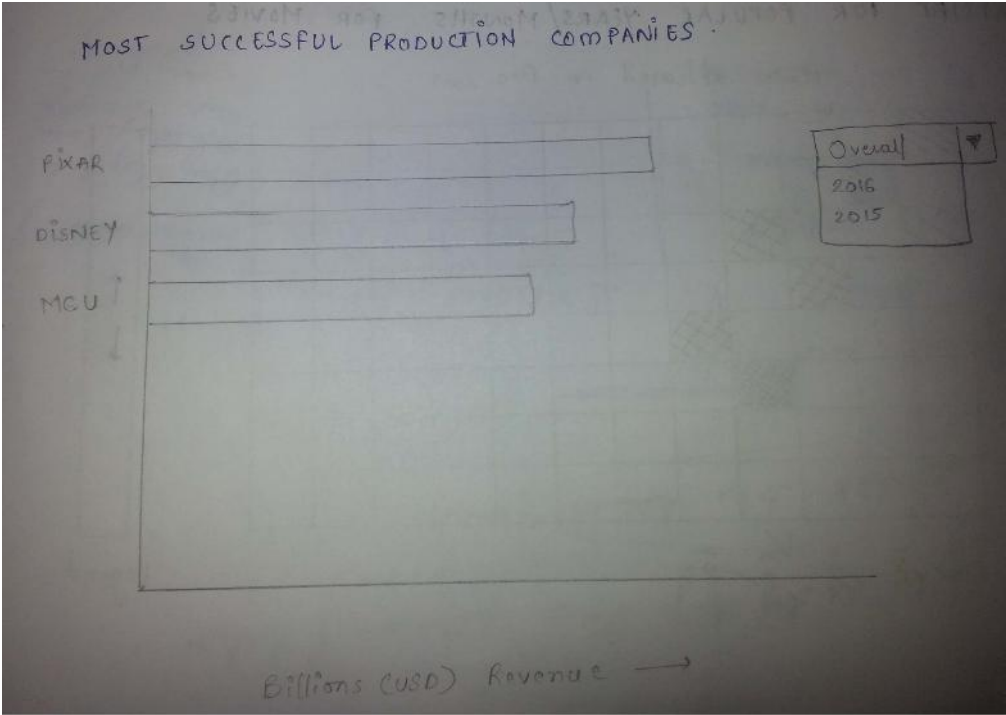 MOST SUCCESSFUL PRODUCTION COMPANIES.
PIXAR
Overall
2016
2015
DISNEY
MCU
Billions (USD) Revenue